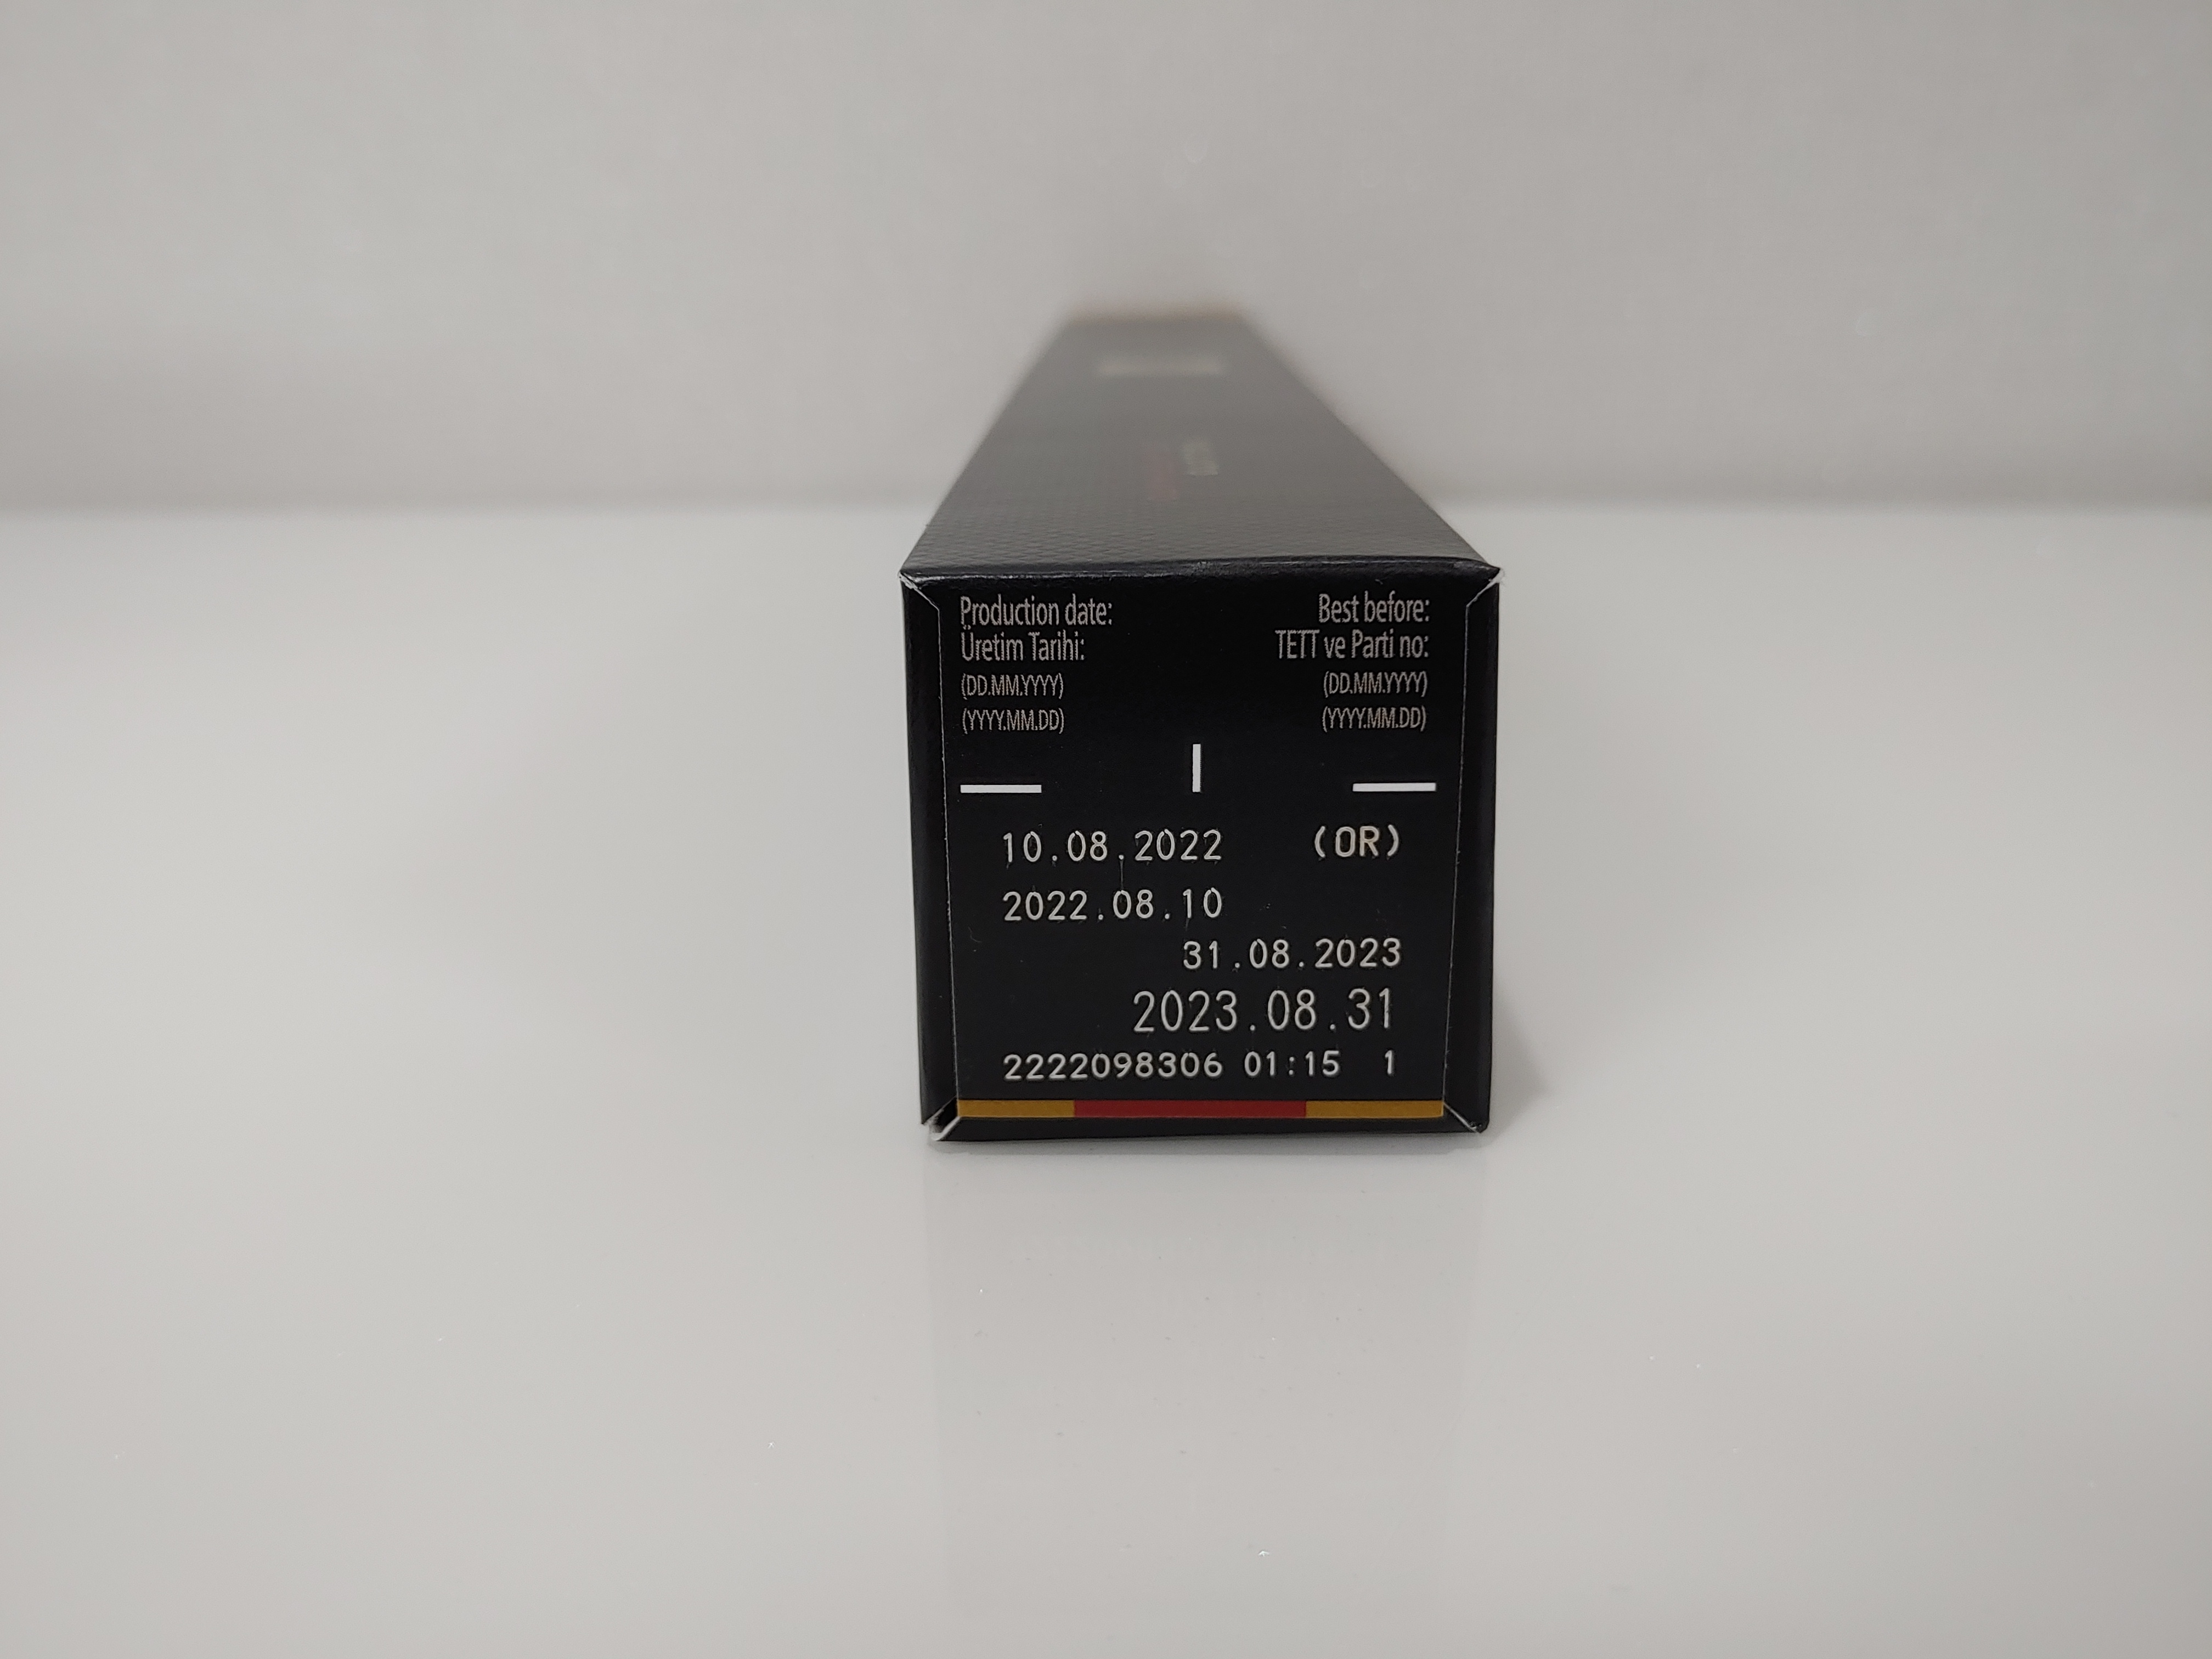 Production date:
Üretim Tarihi:
(DD.MM.YYYY)
(YYYY.MM.DD)
Best before:
TETT ve Parti no:
(DD.MM.YYYY)
(YYYY.MM.DD)
10.08.2022 (OR)
2022.08.10
31.08.2023
2023.08.31
2222098306 01:15 1